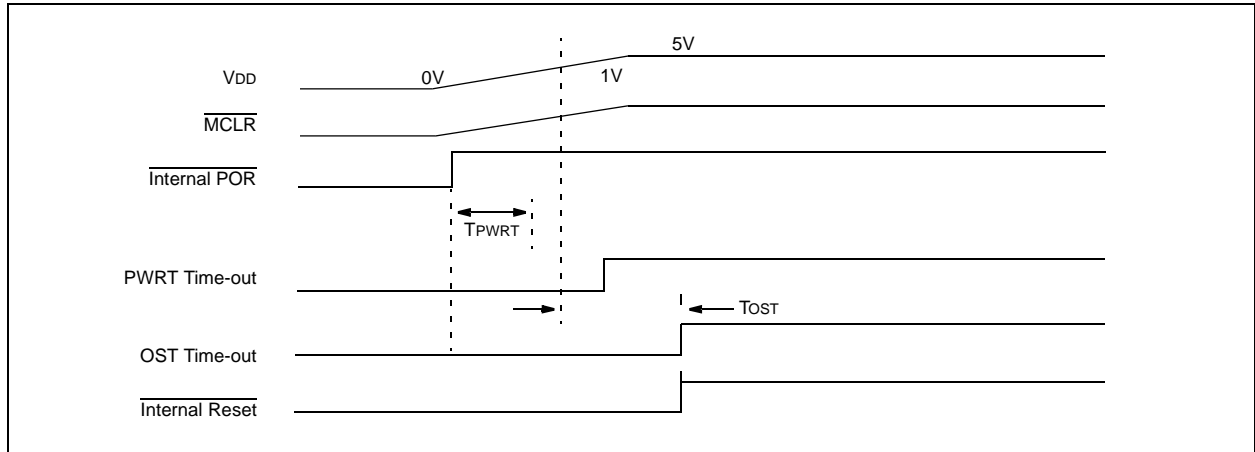 5V
VDD
0V
1V
MCLR
Internal POR
TPWRT
PWRT Time-out
TOST
OST Time-out
Internal Reset